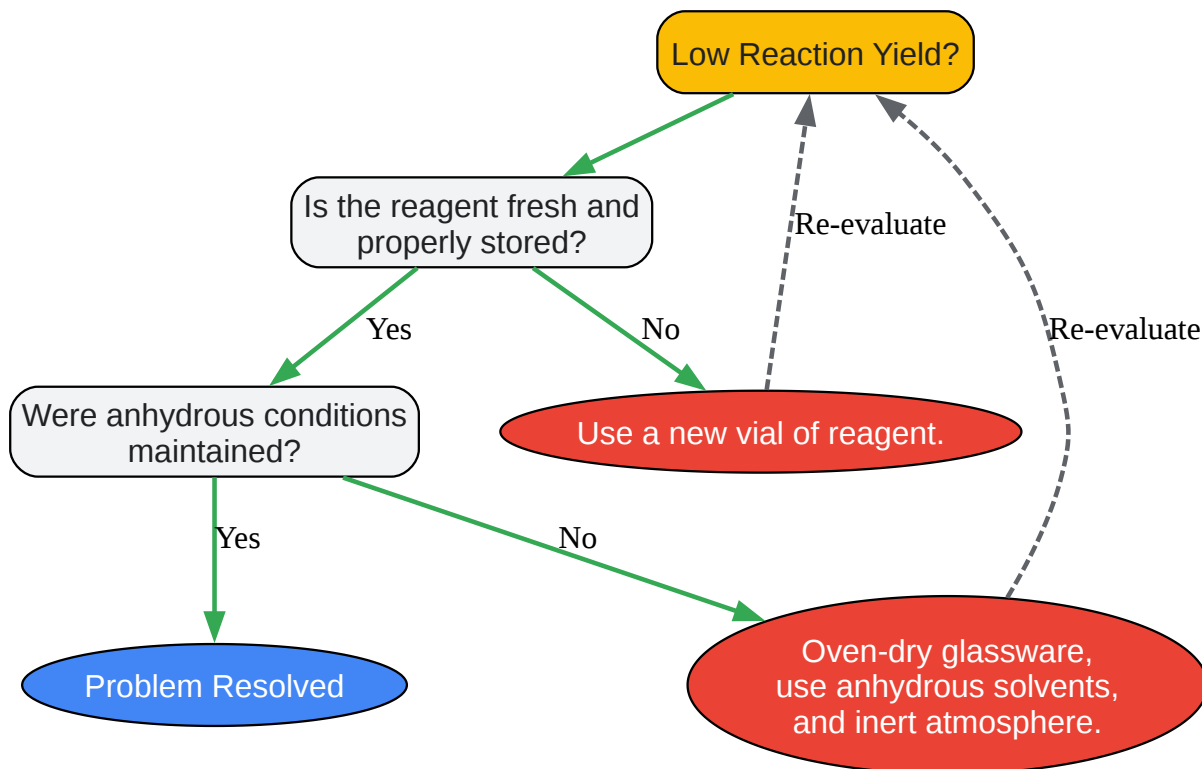 Low Reaction Yield?
Is the reagent fresh and
properly stored?
Re-evaluate
Yes
No
Re-evaluate
Were anhydrous conditions
maintained?
Use a new vial of reagent.
Yes
No
Problem Resolved
Oven-dry glassware,
use anhydrous solvents,
and inert atmosphere.